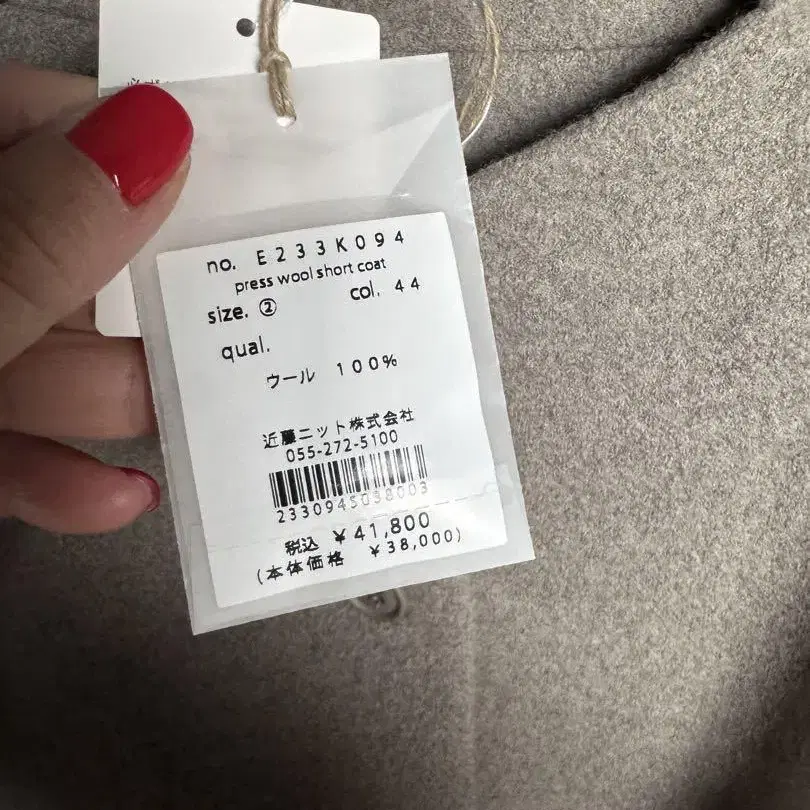 no. E233K094
press wool short coat
size. ② col. 44
qual.
ウール 100%
近藤ニット株式会社
055-272-5100
2330945038003
税込 ¥41,800
(本体価格 ¥38,000)